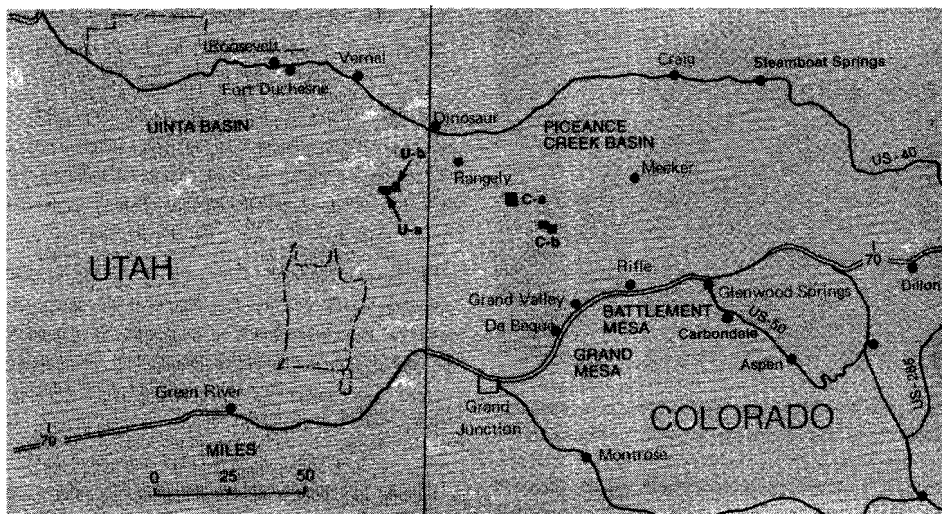 Roosevelt
Fort Duchesne
Vernal
Craig
Steamboat Springs
Dinosaur
UINTA BASIN
PICEANCE
CREEK BASIN
U-b
Rangely
Meeker
US-40
C-a
U-a
C-b
UTAH
Rifle
70
Dillon
Grand Valley
Glenwood Springs
De Beque
BATTLEMENT
MESA
US-50
Carbondale
GRAND
MESA
Aspen
Green River
Grand
Junction
COLORADO
70
MILES
Montrose
0 25 50